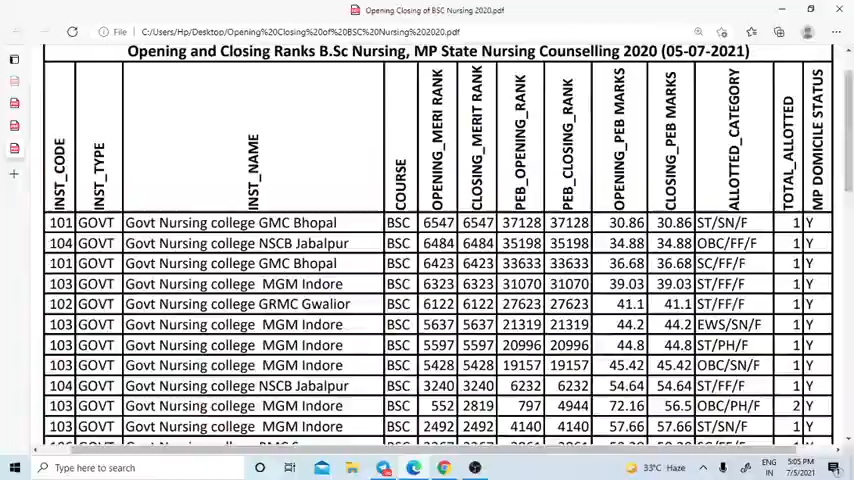 Opening Closing of BSC Nursing 2020.pdf
File C:/Users/Hp/Desktop/Opening%20Closing%20of%20BSC%20Nursing%202020.pdf
Opening and Closing Ranks B.Sc Nursing, MP State Nursing Counselling 2020 (05-07-2021)
INST_CODE INST_TYPE INST_NAME COURSE OPENING_MERI RANK CLOSING_MERIT RANK PEB_OPENING_RANK PEB_CLOSING_RANK OPENING_PEB MARKS CLOSING_PEB MARKS ALLOTTED_CATEGORY TOTAL_ALLOTTED MP DOMICILE STATUS
101 GOVT Govt Nursing college GMC Bhopal BSC 6547 6547 37128 37128 30.86 30.86 ST/SN/F 1 Y
104 GOVT Govt Nursing college NSCB Jabalpur BSC 6484 6484 35198 35198 34.88 34.88 OBC/FF/F 1 Y
101 GOVT Govt Nursing college GMC Bhopal BSC 6423 6423 33633 33633 36.68 36.68 SC/FF/F 1 Y
103 GOVT Govt Nursing college MGM Indore BSC 6323 6323 31070 31070 39.03 39.03 ST/FF/F 1 Y
102 GOVT Govt Nursing college GRMC Gwalior BSC 6122 6122 27623 27623 41.1 41.1 ST/FF/F 1 Y
103 GOVT Govt Nursing college MGM Indore BSC 5637 5637 21319 21319 44.2 44.2 EWS/SN/F 1 Y
103 GOVT Govt Nursing college MGM Indore BSC 5597 5597 20996 20996 44.8 44.8 ST/PH/F 1 Y
103 GOVT Govt Nursing college MGM Indore BSC 5428 5428 19157 19157 45.42 45.42 OBC/SN/F 1 Y
104 GOVT Govt Nursing college NSCB Jabalpur BSC 3240 3240 6232 6232 54.64 54.64 ST/FF/F 1 Y
103 GOVT Govt Nursing college MGM Indore BSC 552 2819 797 4944 72.16 56.5 OBC/PH/F 2 Y
103 GOVT Govt Nursing college MGM Indore BSC 2492 2492 4140 4140 57.66 57.66 ST/SN/F 1 Y
Type here to search 33°C Haze ENG 5:05 PM
IN 7/5/2021